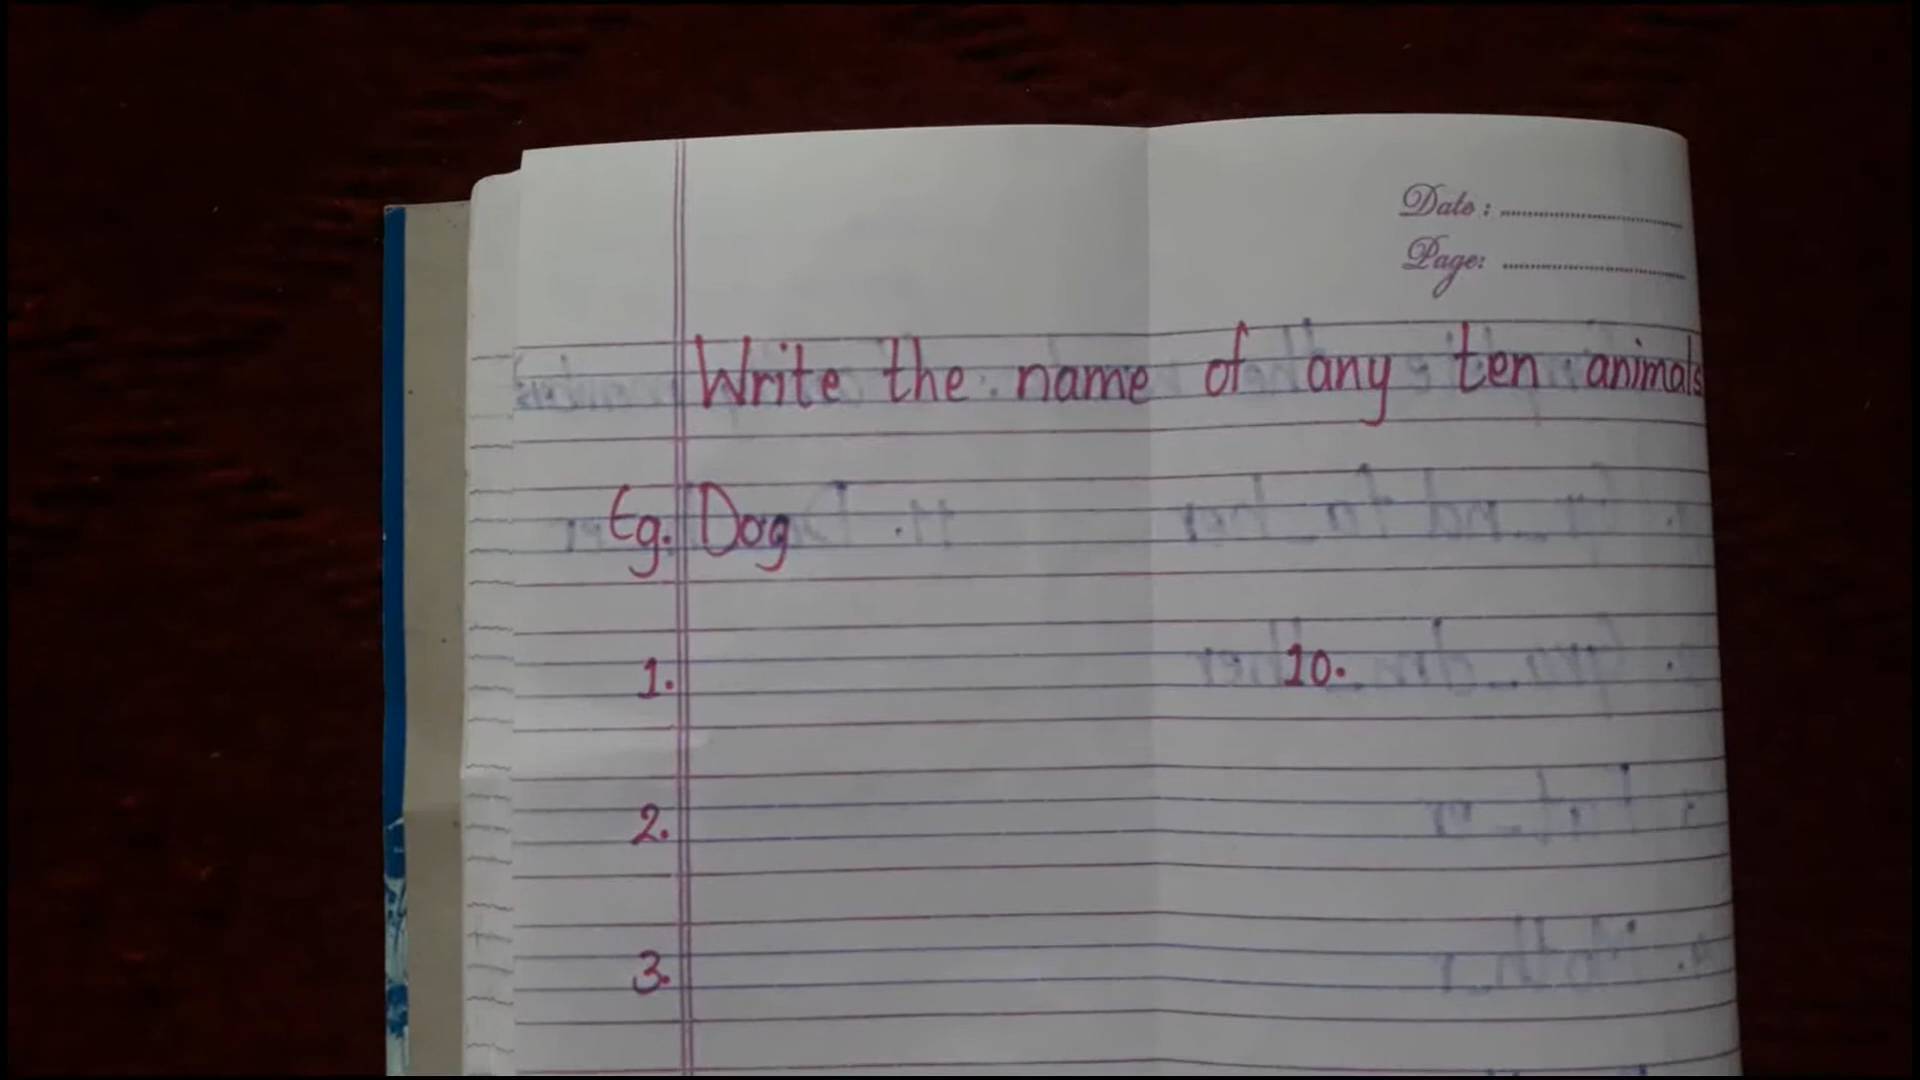 Date :
Page:
Write the name of any ten animals
Eg. Dog
1. 10.
2.
3.